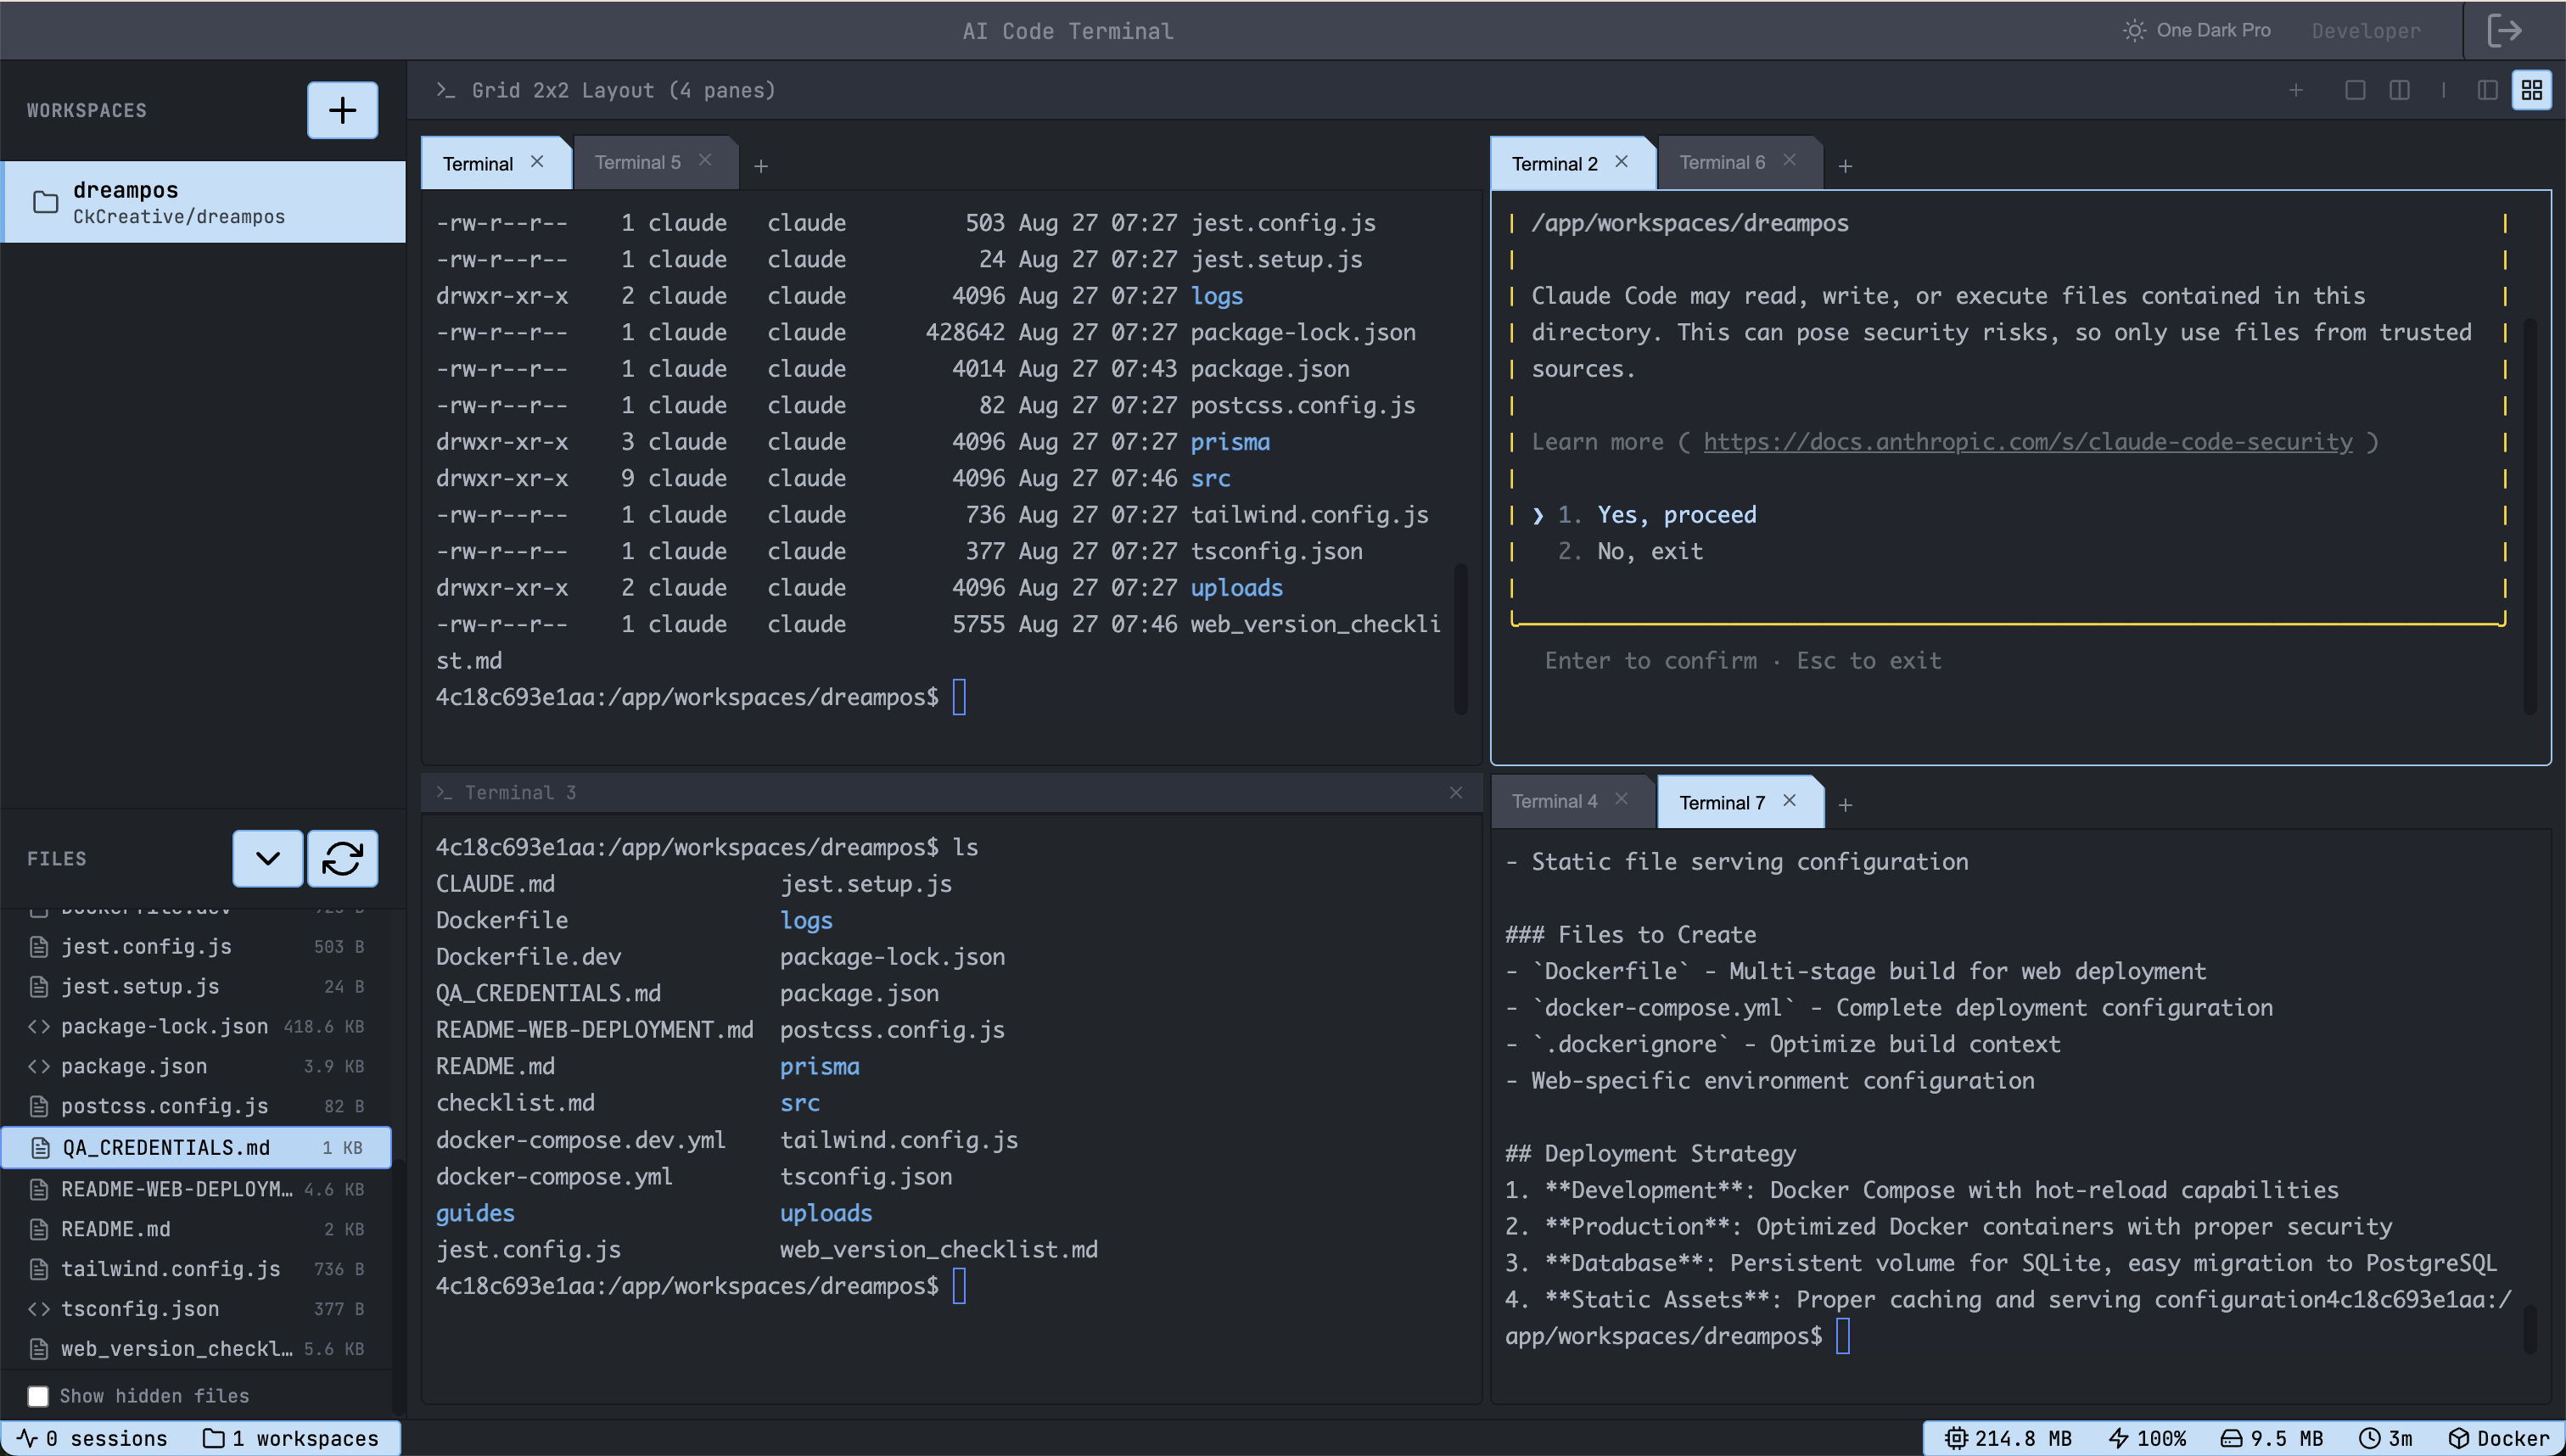 AI Code Terminal
One Dark Pro
Developer
WORKSPACES
dreampos
CkCreative/dreampos
>_ Grid 2x2 Layout (4 panes)
Terminal
Terminal 5
-rw-r--r--    1 claude   claude         503 Aug 27 07:27 jest.config.js
-rw-r--r--    1 claude   claude          24 Aug 27 07:27 jest.setup.js
drwxr-xr-x    2 claude   claude        4096 Aug 27 07:27 logs
-rw-r--r--    1 claude   claude      428642 Aug 27 07:27 package-lock.json
-rw-r--r--    1 claude   claude        4014 Aug 27 07:43 package.json
-rw-r--r--    1 claude   claude          82 Aug 27 07:27 postcss.config.js
drwxr-xr-x    3 claude   claude        4096 Aug 27 07:27 prisma
drwxr-xr-x    9 claude   claude        4096 Aug 27 07:46 src
-rw-r--r--    1 claude   claude         736 Aug 27 07:27 tailwind.config.js
-rw-r--r--    1 claude   claude         377 Aug 27 07:27 tsconfig.json
drwxr-xr-x    2 claude   claude        4096 Aug 27 07:27 uploads
-rw-r--r--    1 claude   claude        5755 Aug 27 07:46 web_version_checkli
st.md
4c18c693e1aa:/app/workspaces/dreampos$
Terminal 2
Terminal 6
/app/workspaces/dreampos
Claude Code may read, write, or execute files contained in this
directory. This can pose security risks, so only use files from trusted
sources.
Learn more ( https://docs.anthropic.com/s/claude-code-security )
❯ 1. Yes, proceed
2. No, exit
Enter to confirm · Esc to exit
>_ Terminal 3
4c18c693e1aa:/app/workspaces/dreampos$ ls
CLAUDE.md                 jest.setup.js
Dockerfile                logs
Dockerfile.dev            package-lock.json
QA_CREDENTIALS.md         package.json
README-WEB-DEPLOYMENT.md  postcss.config.js
README.md                 prisma
checklist.md              src
docker-compose.dev.yml    tailwind.config.js
docker-compose.yml        tsconfig.json
guides                    uploads
jest.config.js            web_version_checklist.md
4c18c693e1aa:/app/workspaces/dreampos$
Terminal 4
Terminal 7
- Static file serving configuration
### Files to Create
- `Dockerfile` - Multi-stage build for web deployment
- `docker-compose.yml` - Complete deployment configuration
- `.dockerignore` - Optimize build context
- Web-specific environment configuration
## Deployment Strategy
1. **Development**: Docker Compose with hot-reload capabilities
2. **Production**: Optimized Docker containers with proper security
3. **Database**: Persistent volume for SQLite, easy migration to PostgreSQL
4. **Static Assets**: Proper caching and serving configuration4c18c693e1aa:/
app/workspaces/dreampos$
FILES
jest.config.js 503 B
jest.setup.js 24 B
package-lock.json 418.6 KB
package.json 3.9 KB
postcss.config.js 82 B
QA_CREDENTIALS.md 1 KB
README-WEB-DEPLOYM… 4.6 KB
README.md 2 KB
tailwind.config.js 736 B
tsconfig.json 377 B
web_version_checkl… 5.6 KB
Show hidden files
0 sessions
1 workspaces
214.8 MB
100%
9.5 MB
3m
Docker